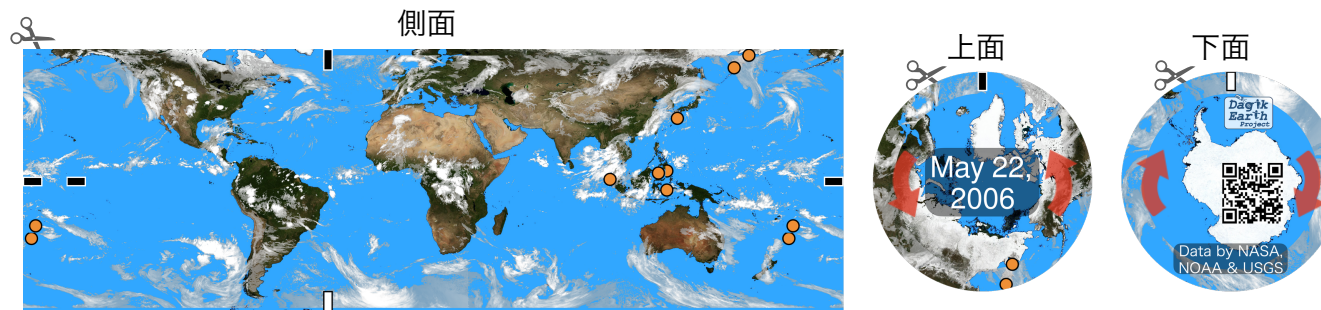 側面
上面
下面
May 22,
2006
Dagik
Earth
Project
Data by NASA,
NOAA & USGS